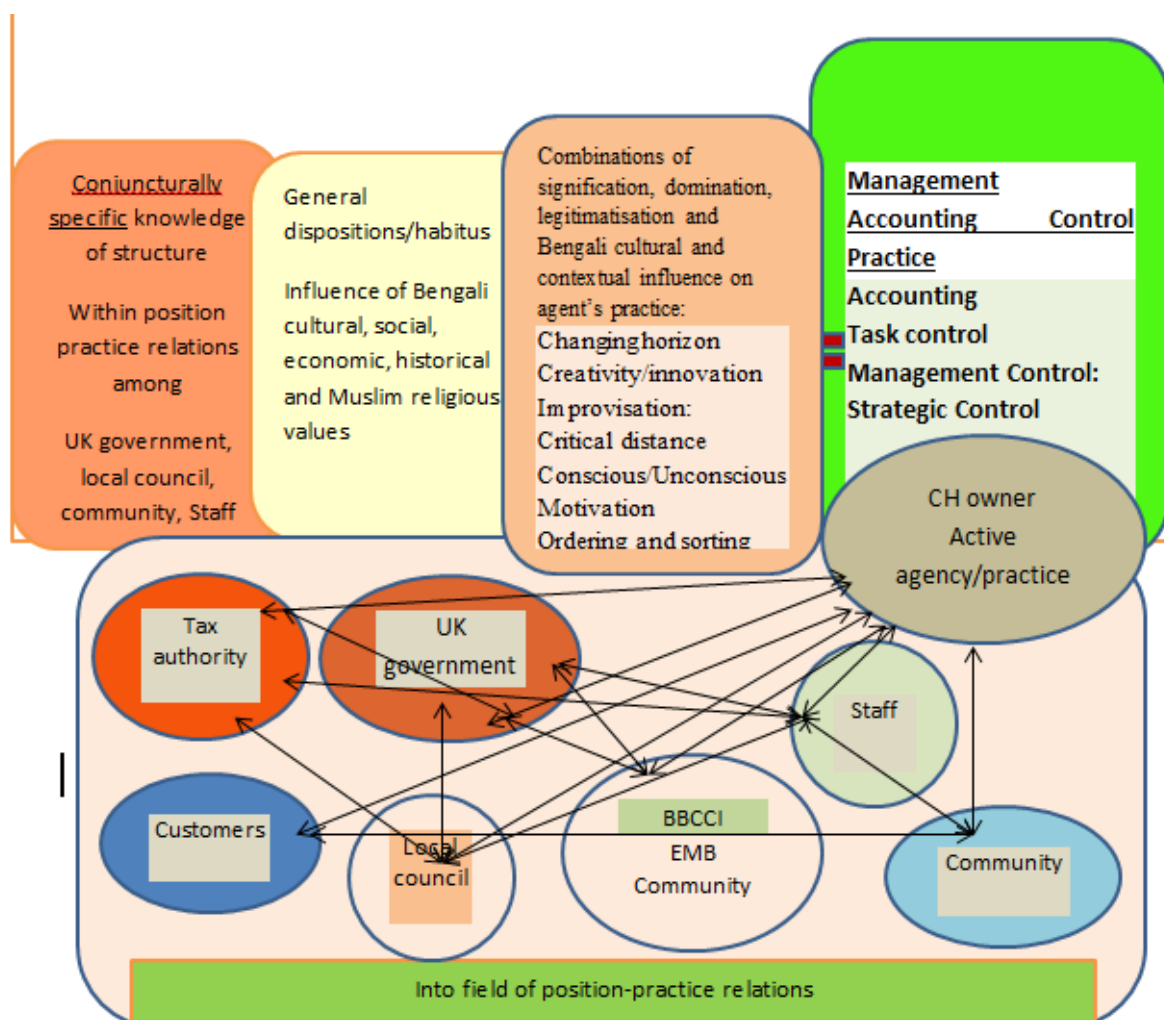 Conjuncturally
specific knowledge
of structure
Within position
practice relations
among
UK government,
local council,
community, Staff
General
dispositions/habitus
Influence of Bengali
cultural, social,
economic, historical
and Muslim religious
values
Combinations of
signification, domination,
legitimatisation and
Bengali cultural and
contextual influence on
agent's practice:
Changing horizon
Creativity/innovation
Improvisation:
Critical distance
Conscious/Unconscious
Motivation
Ordering and sorting
Management
Accounting Control
Practice
Accounting
Task control
Management Control:
Strategic Control
CH owner
Active
agency/practice
Tax
authority
UK
government
Staff
Customers
Local
council
BBCCI
EMB
Community
Community
Into field of position-practice relations